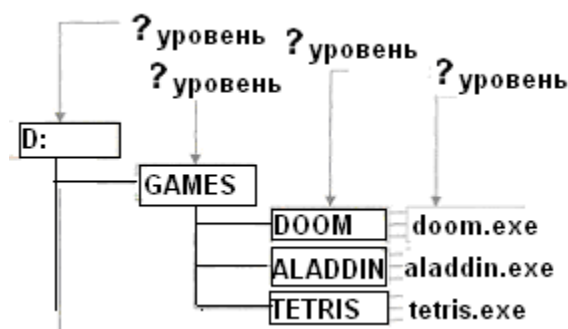 ? уровень
? уровень
? уровень
? уровень
D:
GAMES
DOOM doom.exe
ALADDIN aladdin.exe
TETRIS tetris.exe